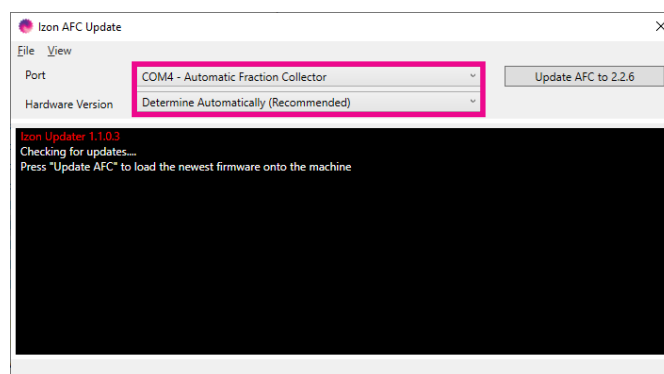 Izon AFC Update
File View
Port COM4 - Automatic Fraction Collector Update AFC to 2.2.6
Hardware Version Determine Automatically (Recommended)
Izon Updater 1.1.0.3
Checking for updates....
Press "Update AFC" to load the newest firmware onto the machine